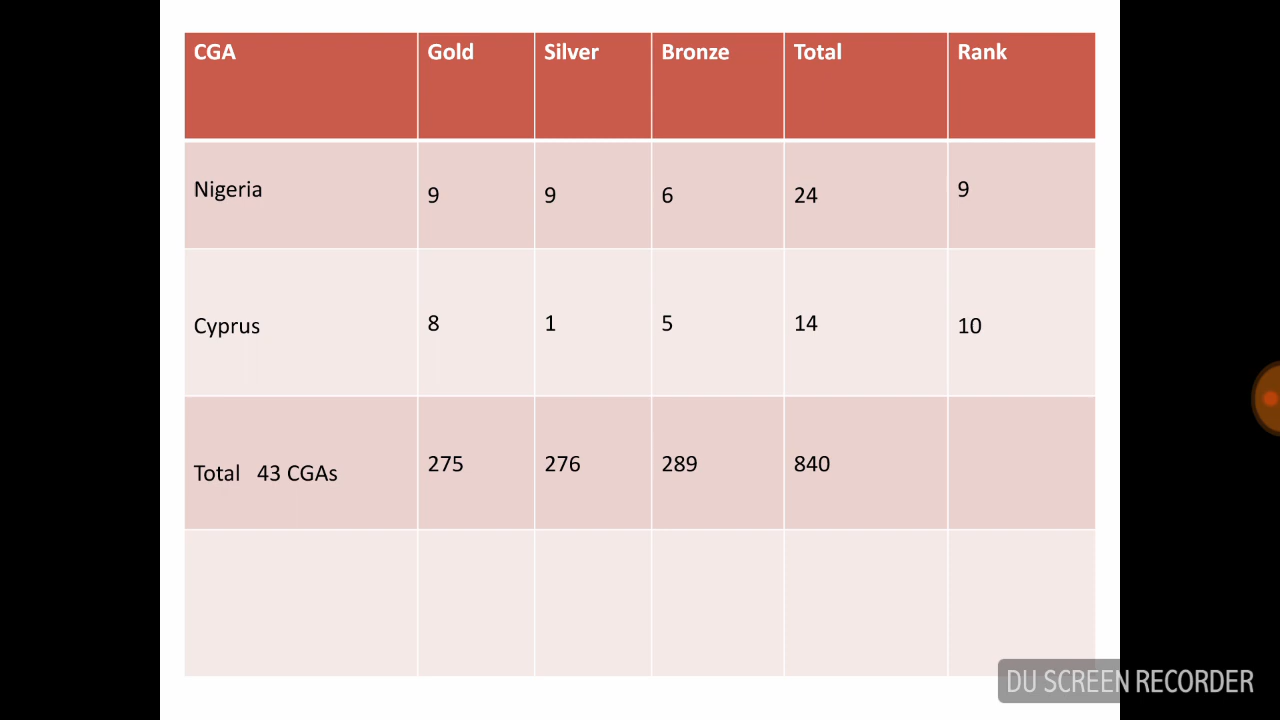 CGA Gold Silver Bronze Total Rank
Nigeria 9 9 6 24 9
Cyprus 8 1 5 14 10
Total 43 CGAs 275 276 289 840
DU SCREEN RECORDER